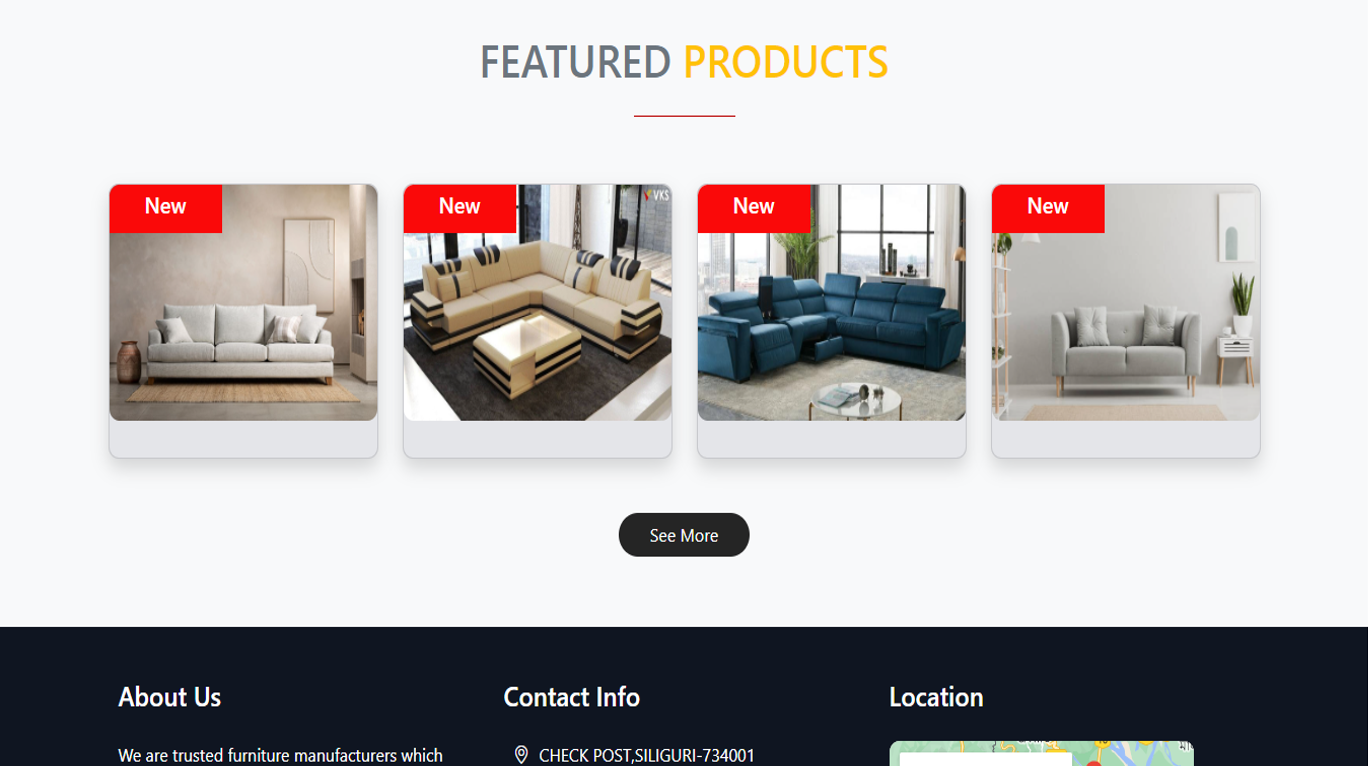 FEATURED PRODUCTS
New
New
VKS
New
New
See More
About Us
Contact Info
Location
We are trusted furniture manufacturers which
CHECK POST,SILIGURI-734001